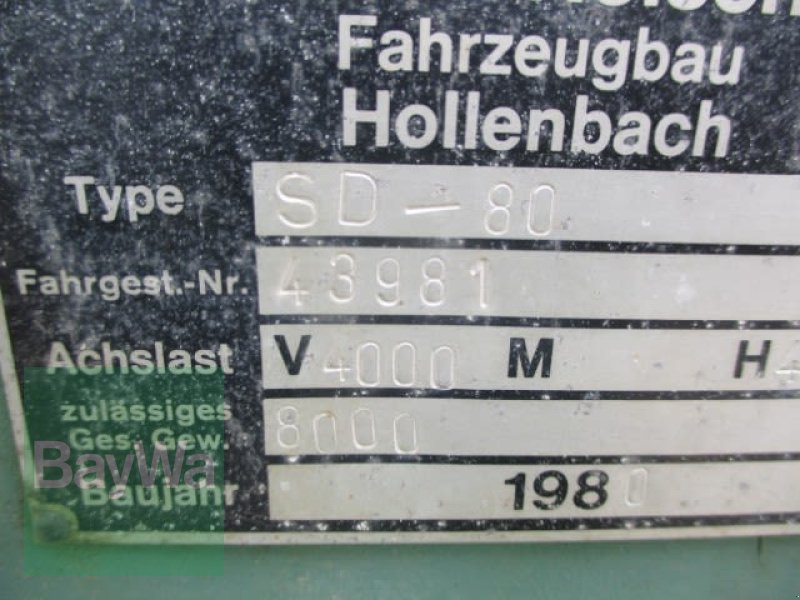 Fahrzeugbau
Hollenbach
Type SD-80
Fahrgest.-Nr. 43981
Achslast V 4000 M H
zulässiges
Ges. Gew. 8000
BayWa
Baujahr 1980